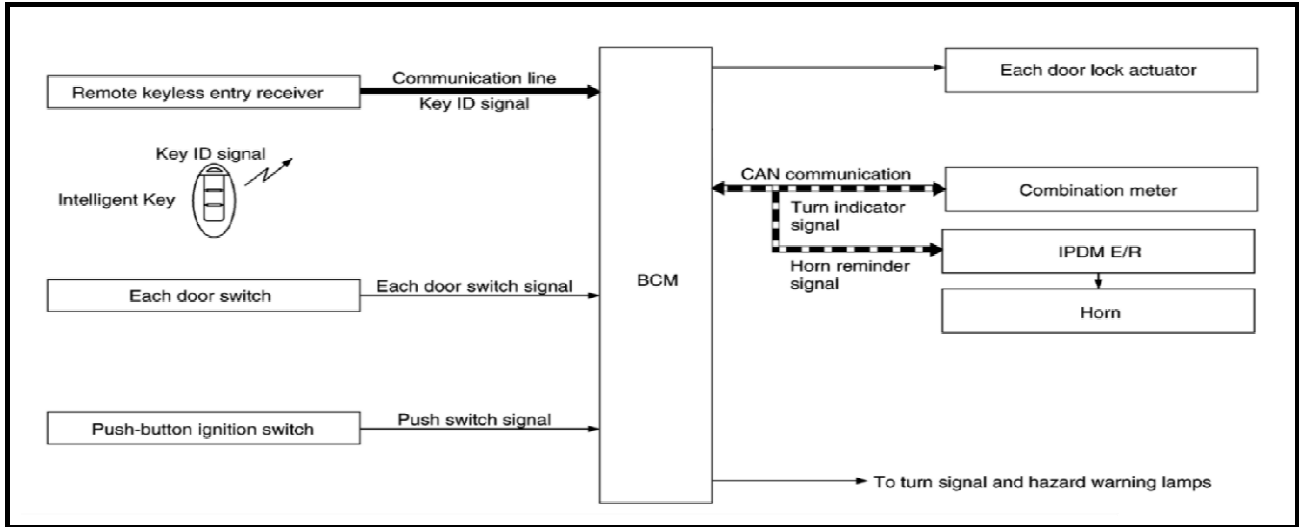 Remote keyless entry receiver
Communication line
Key ID signal
Key ID signal
Intelligent Key
Each door switch
Each door switch signal
Push-button ignition switch
Push switch signal
BCM
Each door lock actuator
CAN communication
Turn indicator
signal
Combination meter
Horn reminder
signal
IPDM E/R
Horn
To turn signal and hazard warning lamps